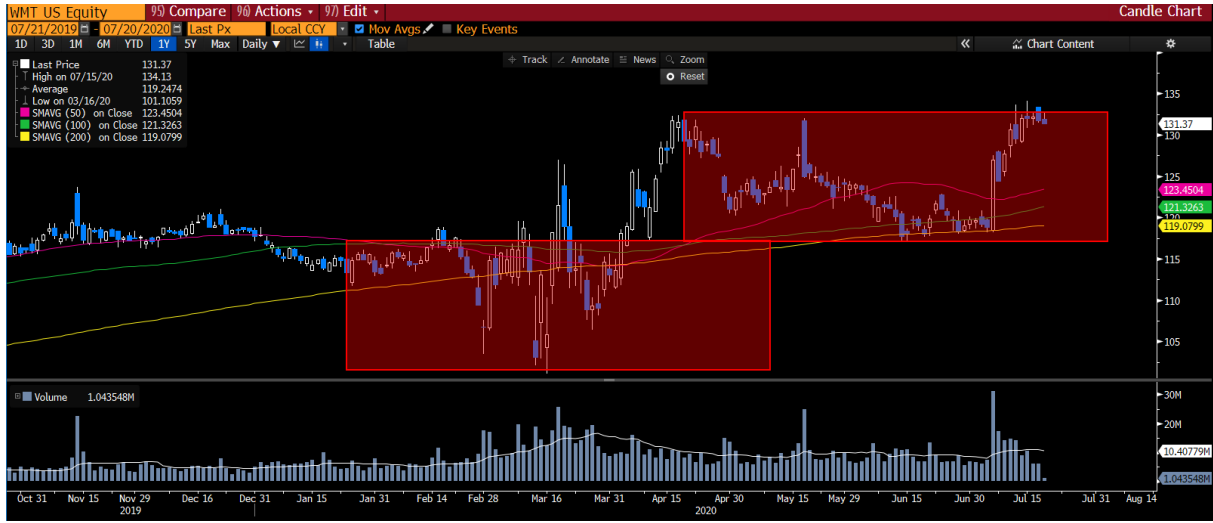 WMT US Equity 95) Compare 96) Actions 97) Edit Candle Chart
07/21/2019 - 07/20/2020 Last Px Local CCY Mov Avgs Key Events
1D 3D 1M 6M YTD 1Y 5Y Max Daily ▼ Table « Chart Content
Track Annotate News Zoom
Reset
Last Price 131.37
High on 07/15/20 134.13
Average 119.2474
Low on 03/16/20 101.1059
SMAVG (50) on Close 123.4504
SMAVG (100) on Close 121.3263
SMAVG (200) on Close 119.0799
135
131.37
130
125
123.4504
121.3263
120
119.0799
115
110
105
Volume 1.043548M
30M
20M
10.40779M
1.043548M
Oct 31 Nov 15 Nov 29 Dec 16 Dec 31 Jan 15 Jan 31 Feb 14 Feb 28 Mar 16 Mar 31 Apr 15 Apr 30 May 15 May 29 Jun 15 Jun 30 Jul 15 Jul 31 Aug 14
2019 2020